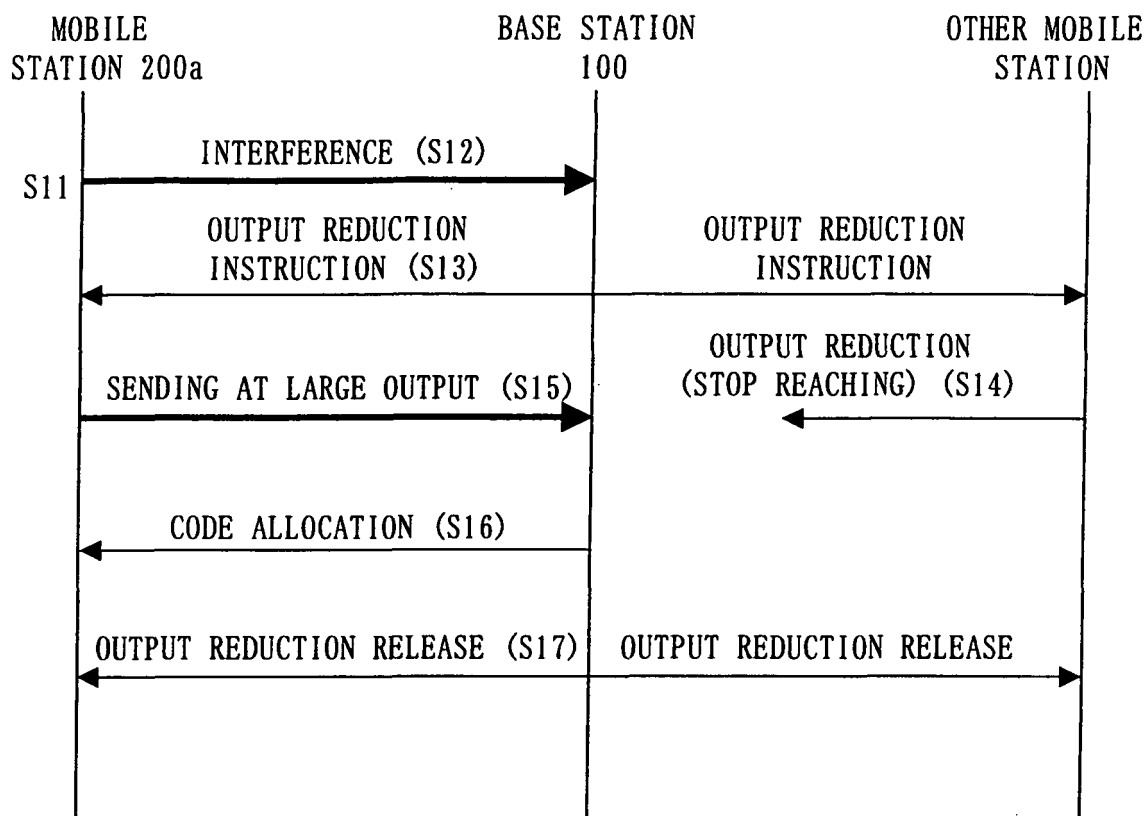 MOBILE
STATION 200a
BASE STATION
100
OTHER MOBILE
STATION
INTERFERENCE (S12)
S11
OUTPUT REDUCTION
INSTRUCTION (S13)
OUTPUT REDUCTION
INSTRUCTION
OUTPUT REDUCTION
(STOP REACHING) (S14)
SENDING AT LARGE OUTPUT (S15)
CODE ALLOCATION (S16)
OUTPUT REDUCTION RELEASE (S17)
OUTPUT REDUCTION RELEASE